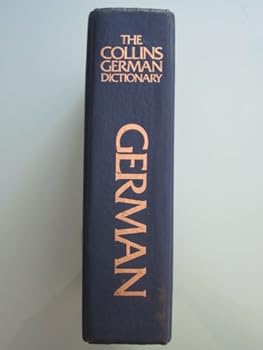 THE
COLLINS
GERMAN
DICTIONARY
GERMAN